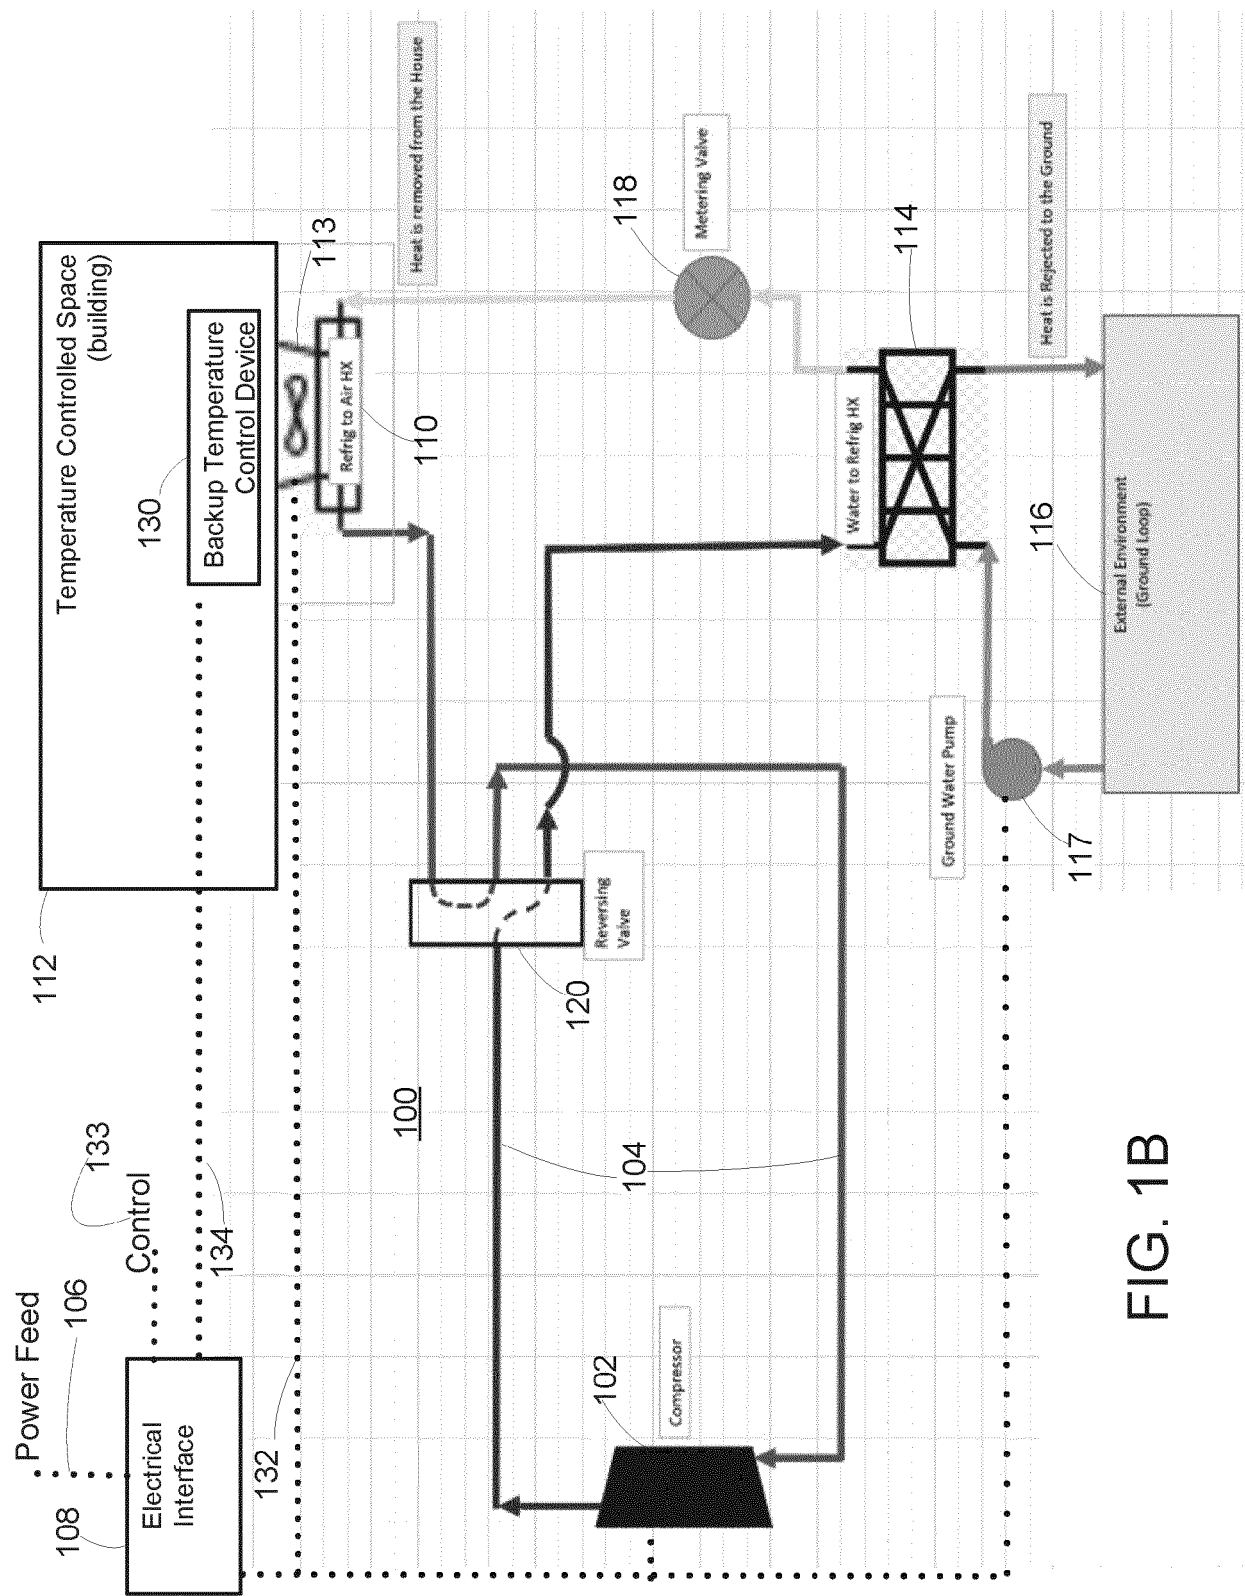 Power Feed
106
108
Electrical
Interface
133
Control
134
132
112
Temperature Controlled Space
(building)
130
Backup Temperature
Control Device
113
Refrig to Air HX
110
Heat is removed from the House
100
104
120
Reversing
Valve
118
Metering Valve
102
Compressor
Water to Refrig HX
114
Ground Water Pump
117
Heat is Rejected to the Ground
116
External Environment
(Ground Loop)
FIG. 1B